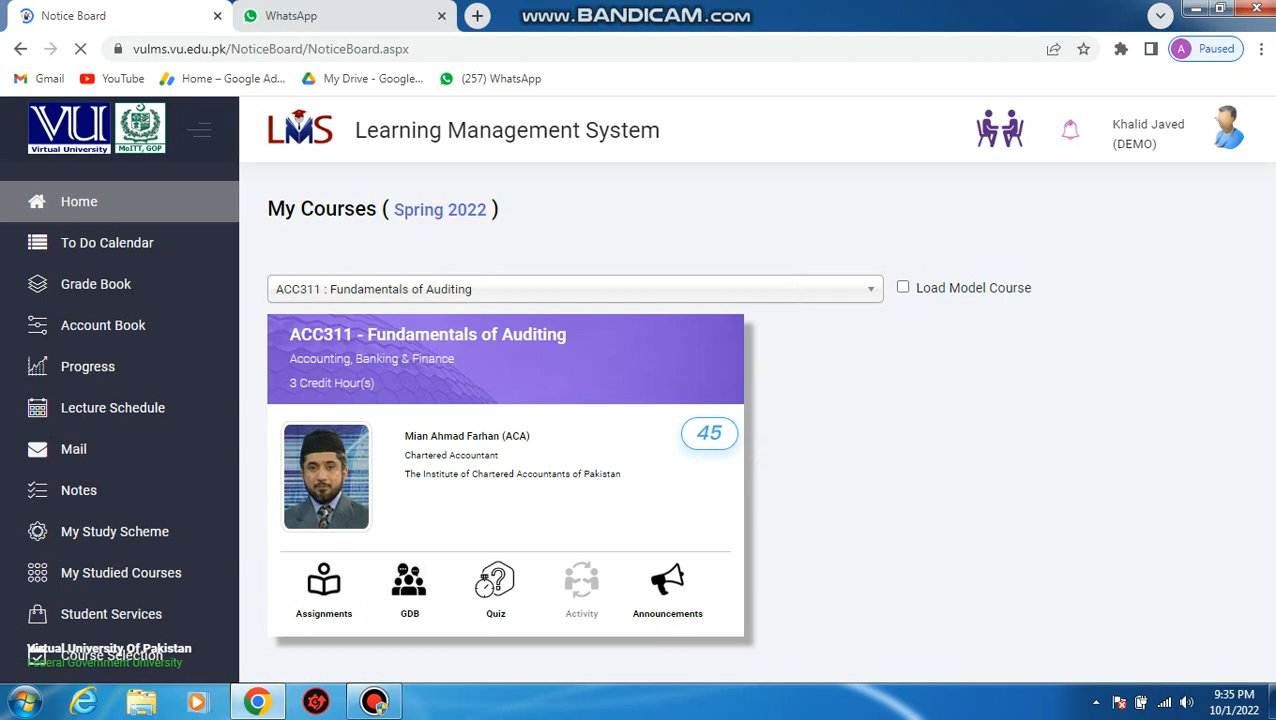 Notice Board
WhatsApp
www.BANDICAM.com
vulms.vu.edu.pk/NoticeBoard/NoticeBoard.aspx
A Paused
Gmail
YouTube
Home – Google Ad...
My Drive - Google...
(257) WhatsApp
VU
Virtual University
MoITT, GOP
LMS
Learning Management System
Khalid Javed
(DEMO)
Home
To Do Calendar
Grade Book
Account Book
Progress
Lecture Schedule
Mail
Notes
My Study Scheme
My Studied Courses
Student Services
Course Selection
Virtual University Of Pakistan
Federal Government University
My Courses ( Spring 2022 )
ACC311 : Fundamentals of Auditing
Load Model Course
ACC311 - Fundamentals of Auditing
Accounting, Banking & Finance
3 Credit Hour(s)
Mian Ahmad Farhan (ACA)
Chartered Accountant
The Institute of Chartered Accountants of Pakistan
45
Assignments
GDB
Quiz
Activity
Announcements
9:35 PM
10/1/2022